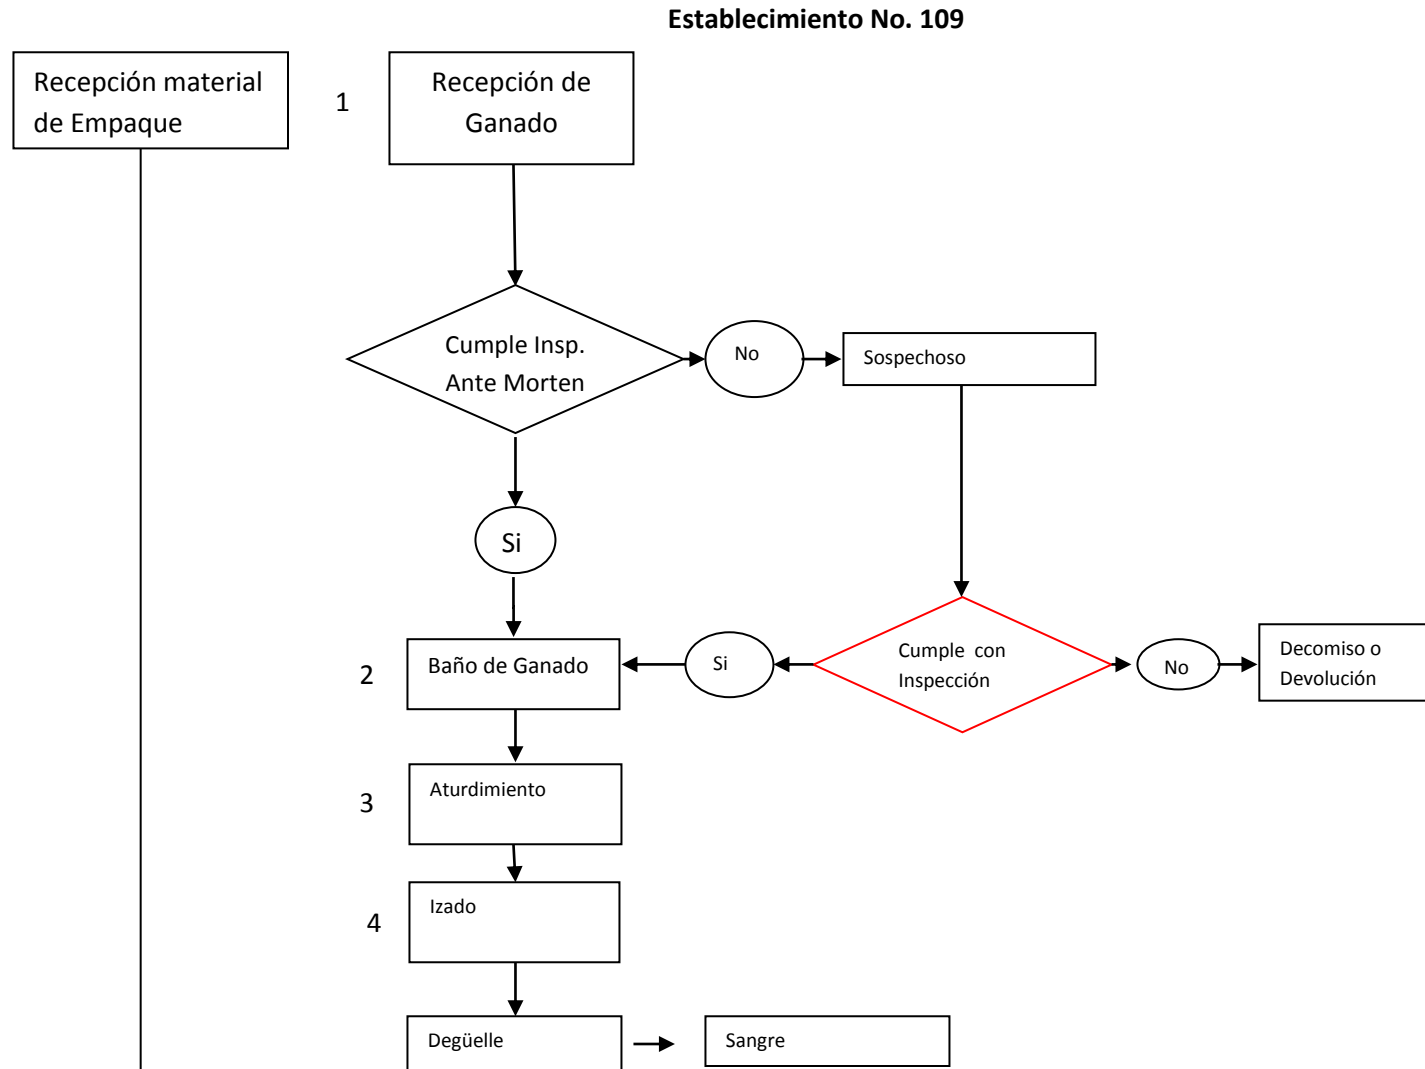 Establecimiento No. 109
Recepción material
de Empaque
1
Recepción de
Ganado
Cumple Insp.
Ante Morten
No
Sospechoso
Si
2
Baño de Ganado
Si
Cumple con
Inspección
No
Decomiso o
Devolución
3
Aturdimiento
4
Izado
Degüelle
Sangre